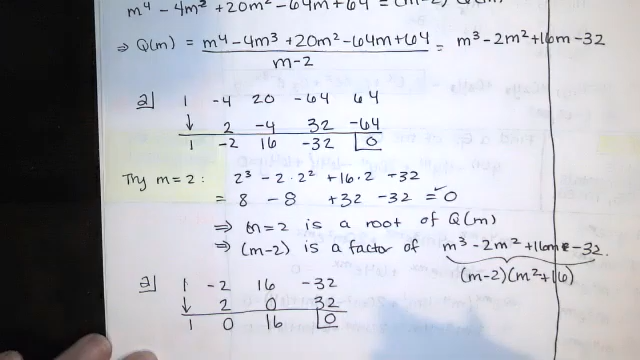 m⁴ - 4m³ + 20m² - 64m + 64 = (m-2) Q(m)
⇒ Q(m) = (m⁴ - 4m³ + 20m² - 64m + 64) / (m-2) = m³ - 2m² + 16m - 32
2| 1 -4 20 -64 64
↓ 2 -4 32 -64
1 -2 16 -32 |0
Try m=2: 2³ - 2·2² + 16·2 - 32
= 8 - 8 + 32 - 32 = 0 ✓
⇒ m=2 is a root of Q(m)
⇒ (m-2) is a factor of m³ - 2m² + 16m - 32.
(m-2)(m²+16)
2| 1 -2 16 -32
↓ 2 0 32
1 0 16 |0